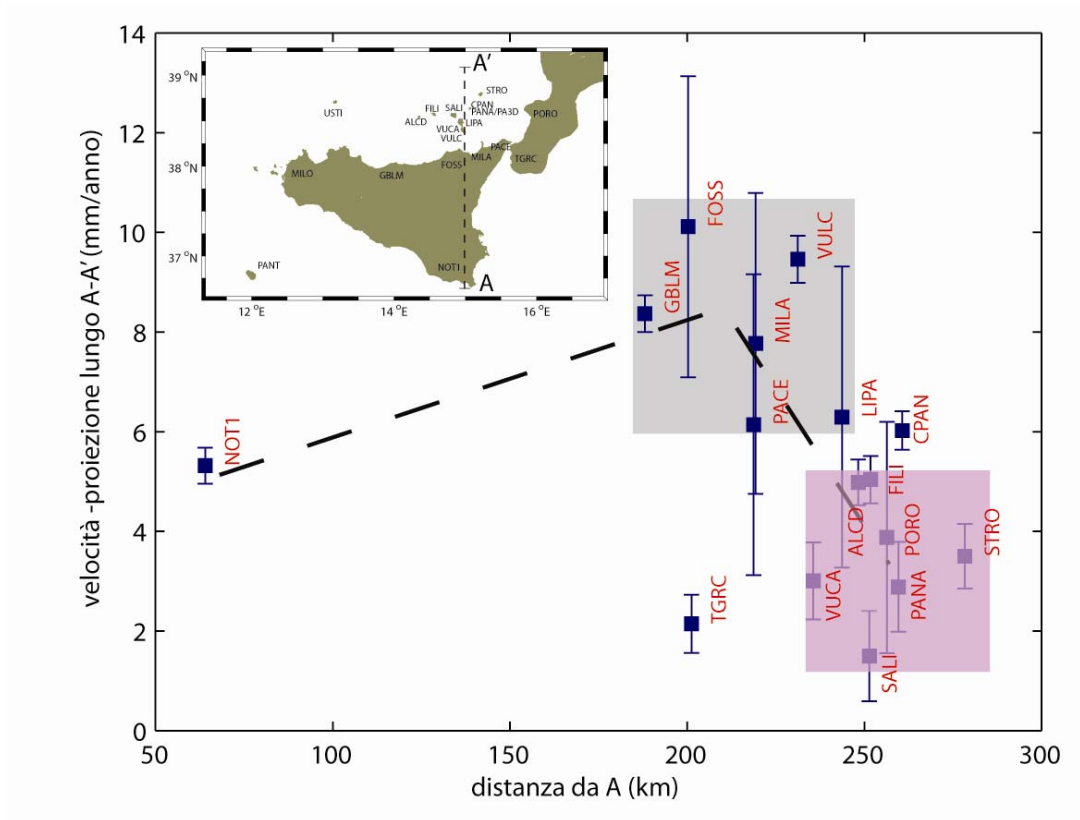 velocità -proiezione lungo A-A' (mm/anno)
14
12
10
8
6
4
2
0
50
100
150
200
250
300
distanza da A (km)
39 °N
38 °N
37 °N
12 °E
14 °E
16 °E
A'
STRO
USTI
FILI
SALI
CPAN
PANA/PA3D
PORO
ALCD
LIPA
VUCA
VULC
PACE
MILO
GBLM
FOSS
MILA
TGRC
PANT
NOT1
A
FOSS
VULC
GBLM
MILA
PACE
LIPA
CPAN
NOT1
FILI
ALCD
PORO
STRO
VUCA
PANA
TGRC
SALI